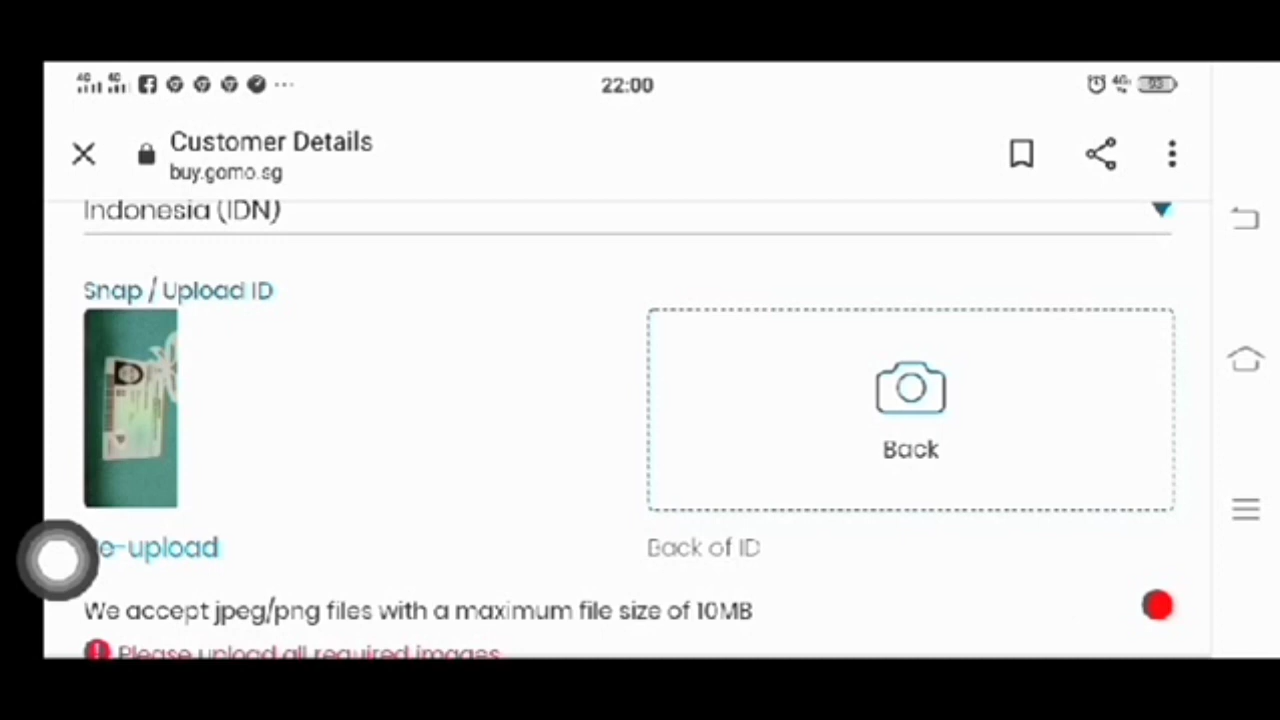 22:00
93
Customer Details
buy.gomo.sg
Indonesia (IDN)
Snap / Upload ID
Back
e-upload
Back of ID
We accept jpeg/png files with a maximum file size of 10MB
Please upload all required images